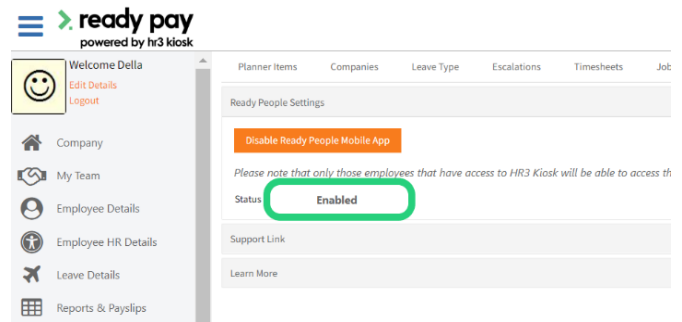 ready pay
powered by hr3 kiosk
Welcome Della
Edit Details
Logout
Company
My Team
Employee Details
Employee HR Details
Leave Details
Reports & Payslips
Planner Items Companies Leave Type Escalations Timesheets
Ready People Settings
Disable Ready People Mobile App
Please note that only those employees that have access to HR3 Kiosk will be able to access
Status Enabled
Support Link
Learn More